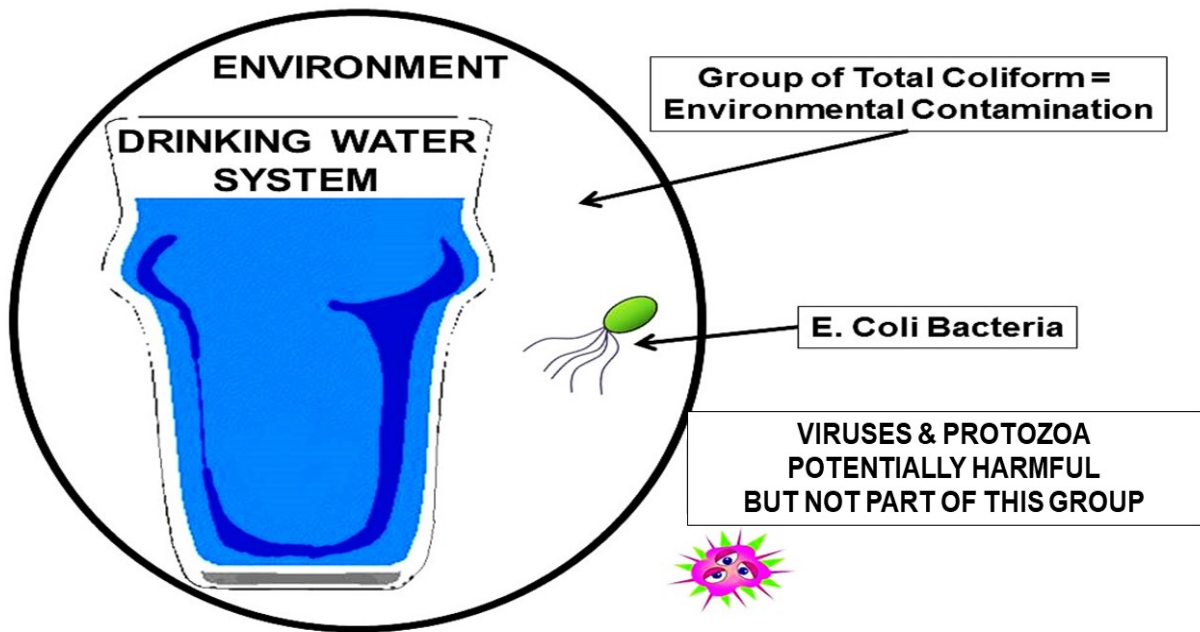 ENVIRONMENT
DRINKING WATER
SYSTEM
Group of Total Coliform =
Environmental Contamination
E. Coli Bacteria
VIRUSES & PROTOZOA
POTENTIALLY HARMFUL
BUT NOT PART OF THIS GROUP